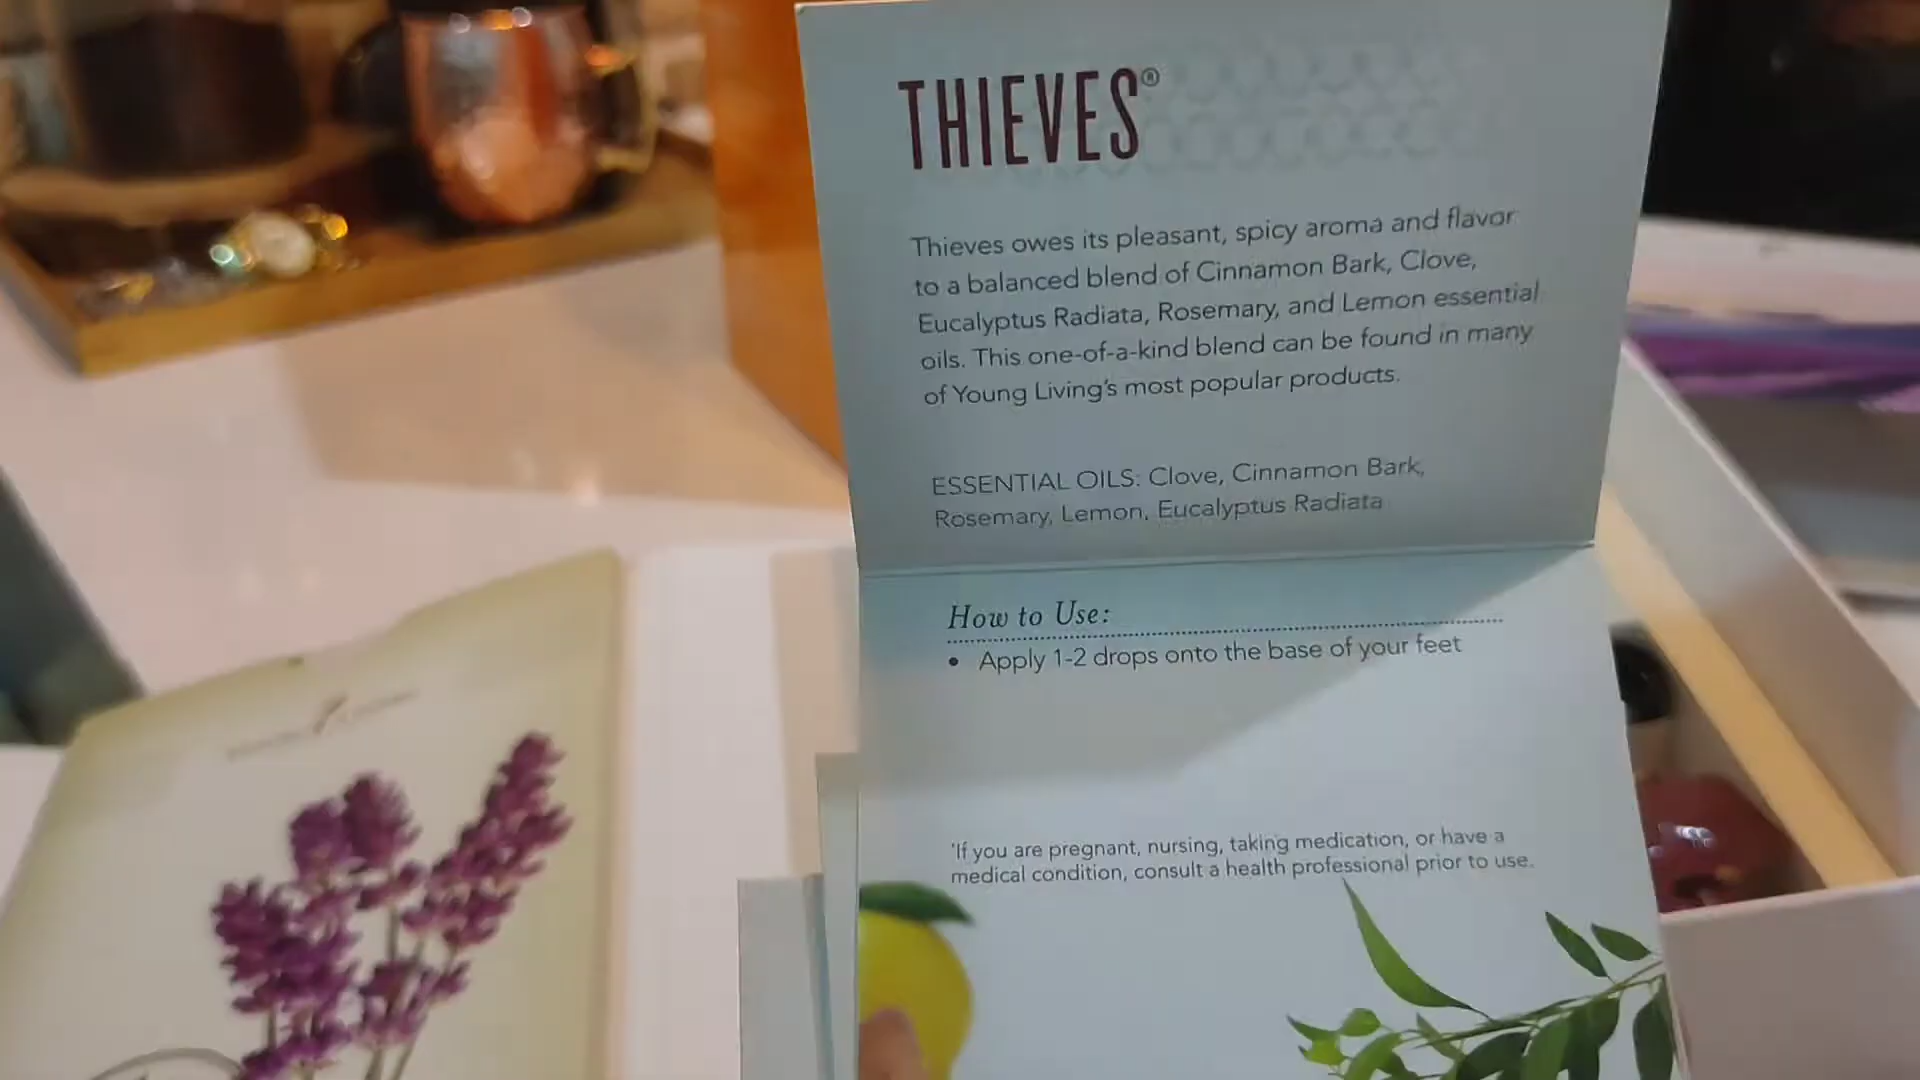 THIEVES®
Thieves owes its pleasant, spicy aroma and flavor
to a balanced blend of Cinnamon Bark, Clove,
Eucalyptus Radiata, Rosemary, and Lemon essential
oils. This one-of-a-kind blend can be found in many
of Young Living's most popular products.
ESSENTIAL OILS: Clove, Cinnamon Bark,
Rosemary, Lemon, Eucalyptus Radiata
How to Use:
• Apply 1-2 drops onto the base of your feet
*If you are pregnant, nursing, taking medication, or have a
medical condition, consult a health professional prior to use.